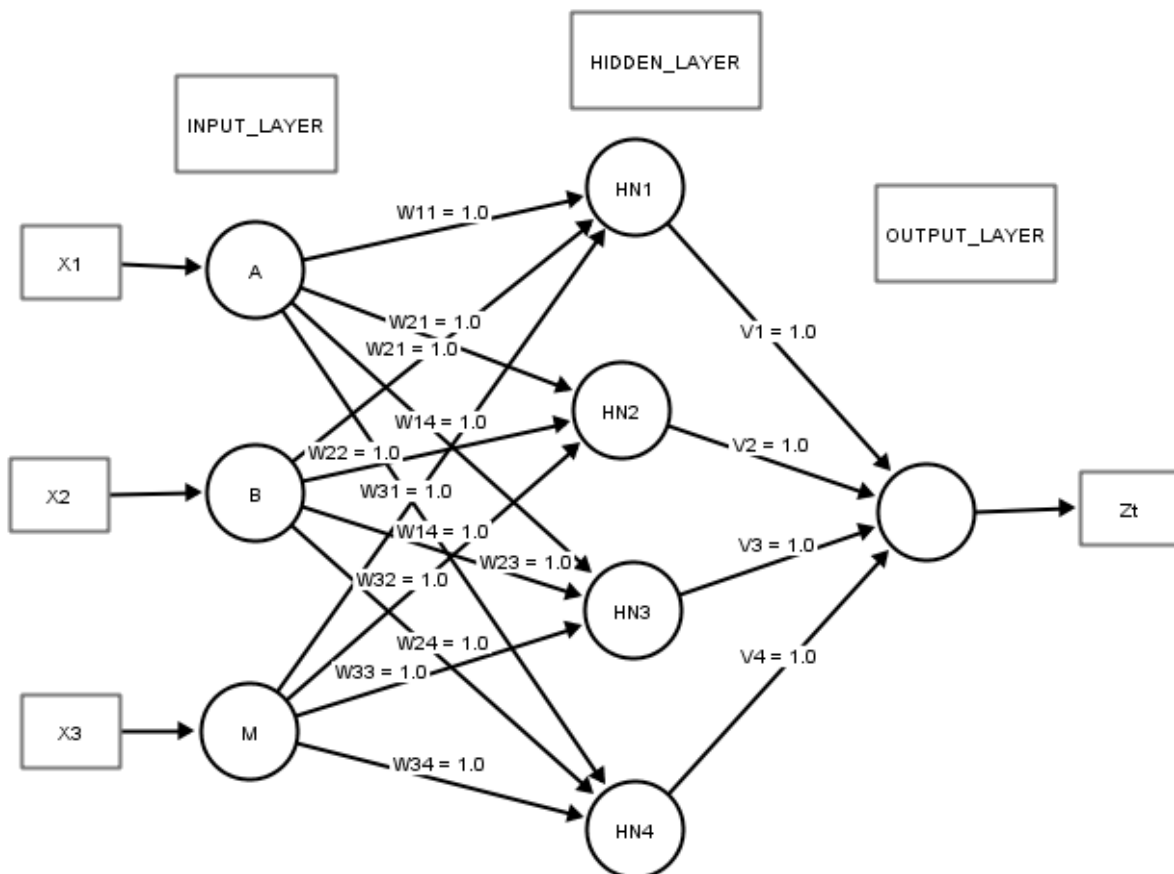 HIDDEN_LAYER
INPUT_LAYER
HN1
W11 = 1.0
OUTPUT_LAYER
X1
A
W21 = 1.0
V1 = 1.0
W21 = 1.0
HN2
W14 = 1.0
V2 = 1.0
W22 = 1.0
X2
B
W31 = 1.0
Zt
W14 = 1.0
V3 = 1.0
W23 = 1.0
W32 = 1.0
HN3
W24 = 1.0
V4 = 1.0
W33 = 1.0
X3
M
W34 = 1.0
HN4